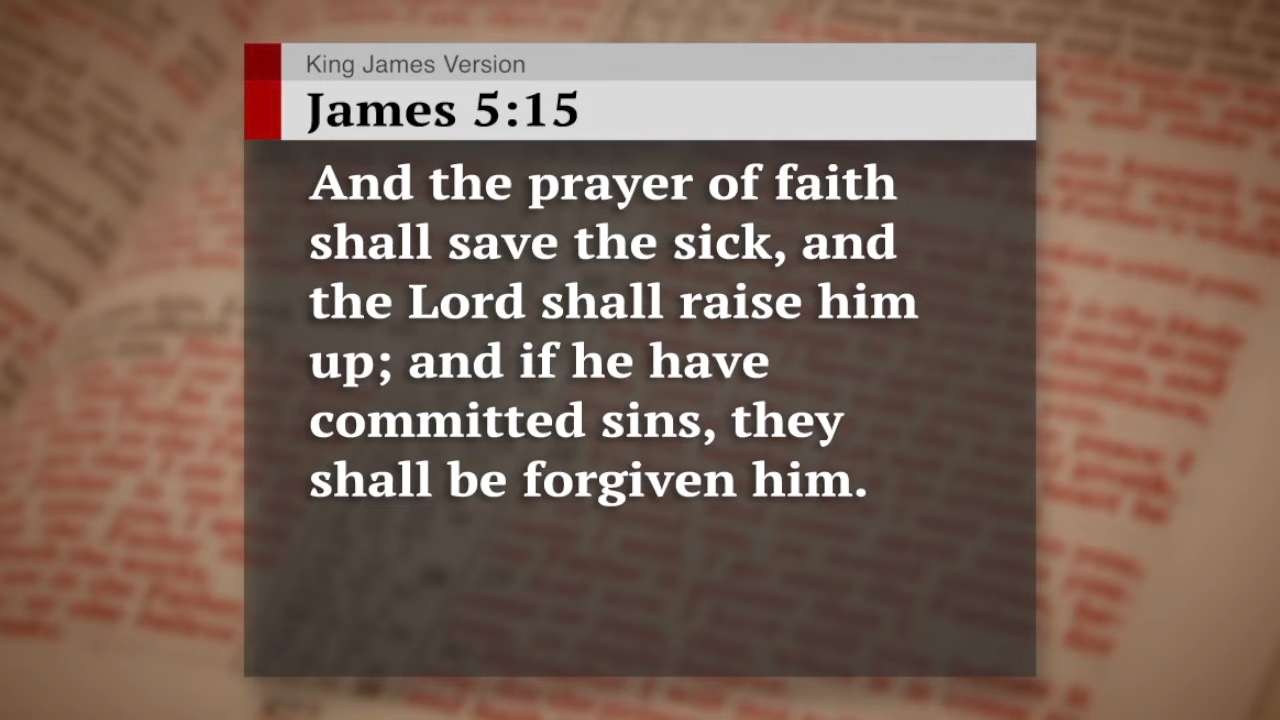 King James Version
James 5:15
And the prayer of faith
shall save the sick, and
the Lord shall raise him
up; and if he have
committed sins, they
shall be forgiven him.